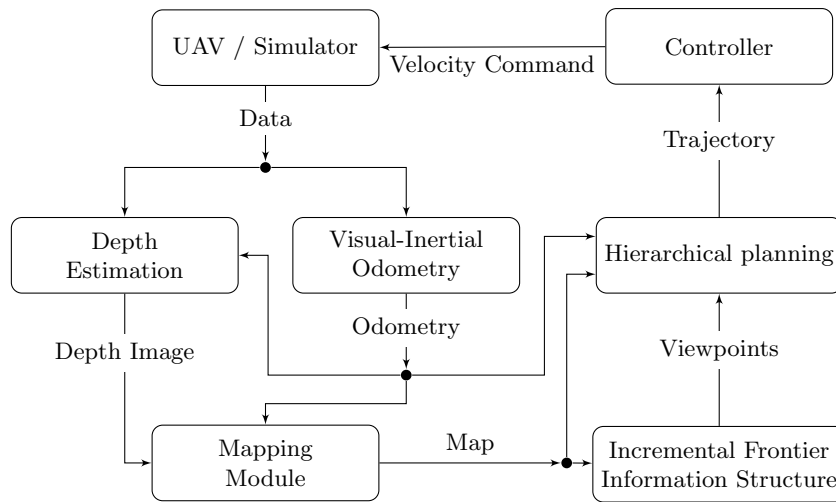 UAV / Simulator
Controller
Velocity Command
Data
Trajectory
Depth
Estimation
Visual-Inertial
Odometry
Hierarchical planning
Odometry
Depth Image
Viewpoints
Mapping
Module
Map
Incremental Frontier
Information Structure